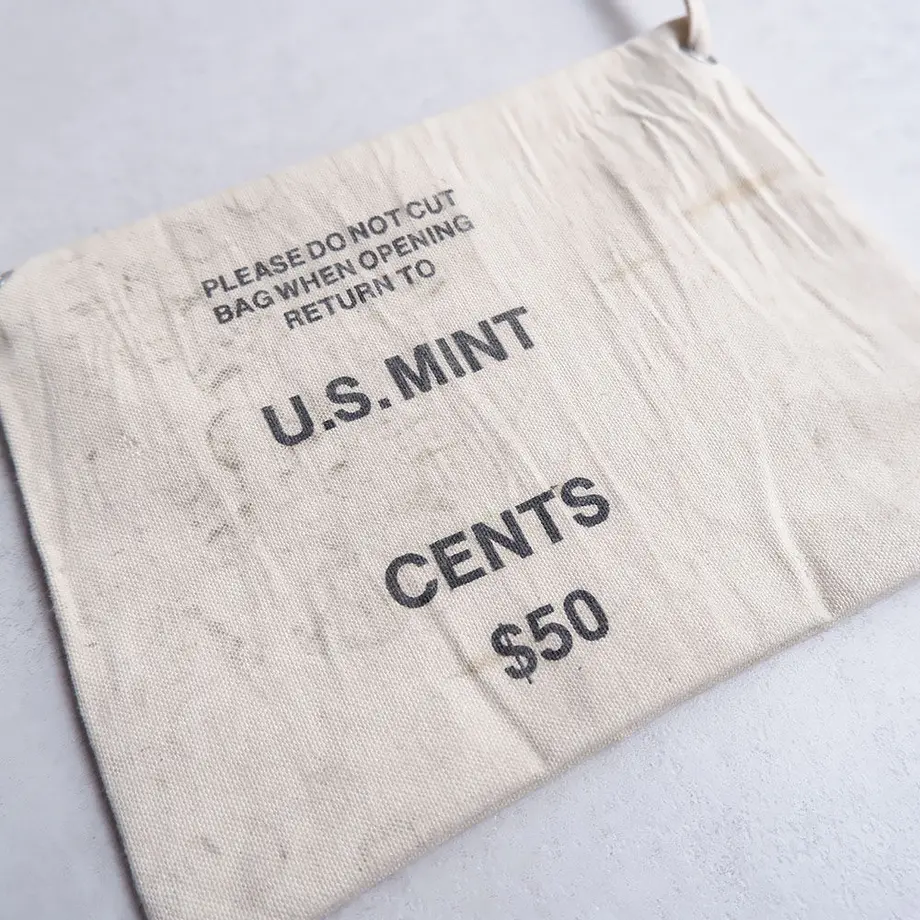 PLEASE DO NOT CUT
BAG WHEN OPENING
RETURN TO
U.S. MINT
CENTS
$50